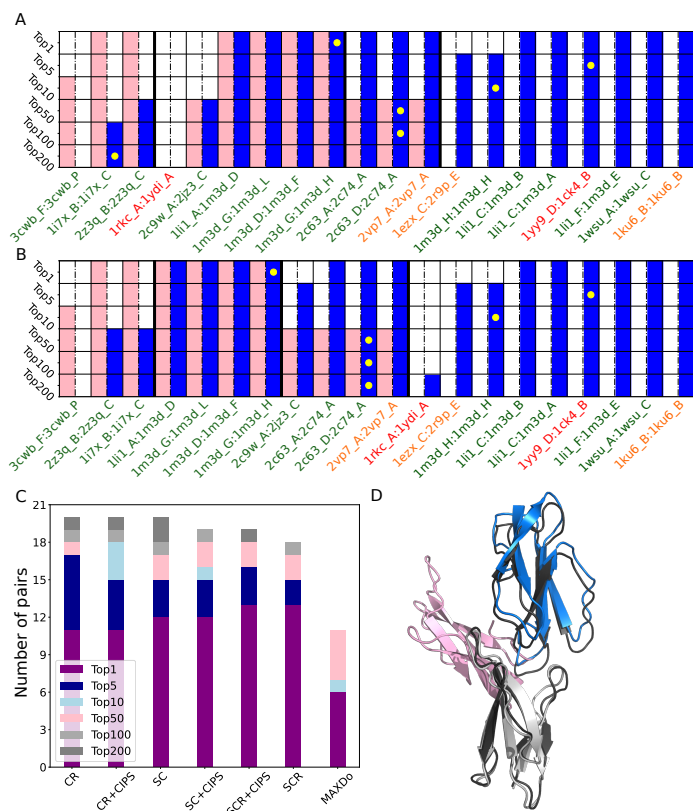 A
Top1
Top5
Top10
Top50
Top100
Top200
3cwb_F:3cwb_P
1i7x_B:1i7x_C
2z3q_B:2z3q_C
1rkc_A:1ydi_A
2c9w_A:2jz3_C
1li1_A:1m3d_D
1m3d_G:1m3d_L
1m3d_D:1m3d_F
1m3d_G:1m3d_H
2c63_A:2c74_A
2c63_D:2c74_A
2vp7_A:2vp7_A
1ezx_C:2r9p_E
1m3d_H:1m3d_H
1li1_C:1m3d_B
1li1_C:1m3d_A
1yy9_D:1ck4_B
1li1_F:1m3d_E
1wsu_A:1wsu_C
1ku6_B:1ku6_B
B
Top1
Top5
Top10
Top50
Top100
Top200
3cwb_F:3cwb_P
2z3q_B:2z3q_C
1i7x_B:1i7x_C
1li1_A:1m3d_D
1m3d_G:1m3d_L
1m3d_D:1m3d_F
1m3d_G:1m3d_H
2c9w_A:2jz3_C
2c63_A:2c74_A
2c63_D:2c74_A
2vp7_A:2vp7_A
1rkc_A:1ydi_A
1ezx_C:2r9p_E
1m3d_H:1m3d_H
1li1_C:1m3d_B
1li1_C:1m3d_A
1yy9_D:1ck4_B
1li1_F:1m3d_E
1wsu_A:1wsu_C
1ku6_B:1ku6_B
C
Number of pairs
21
18
15
12
9
6
3
0
Top1
Top5
Top10
Top50
Top100
Top200
CR
CR+CIPS
SC
SC+CIPS
SCR+CIPS
SCR
MAXDo
D